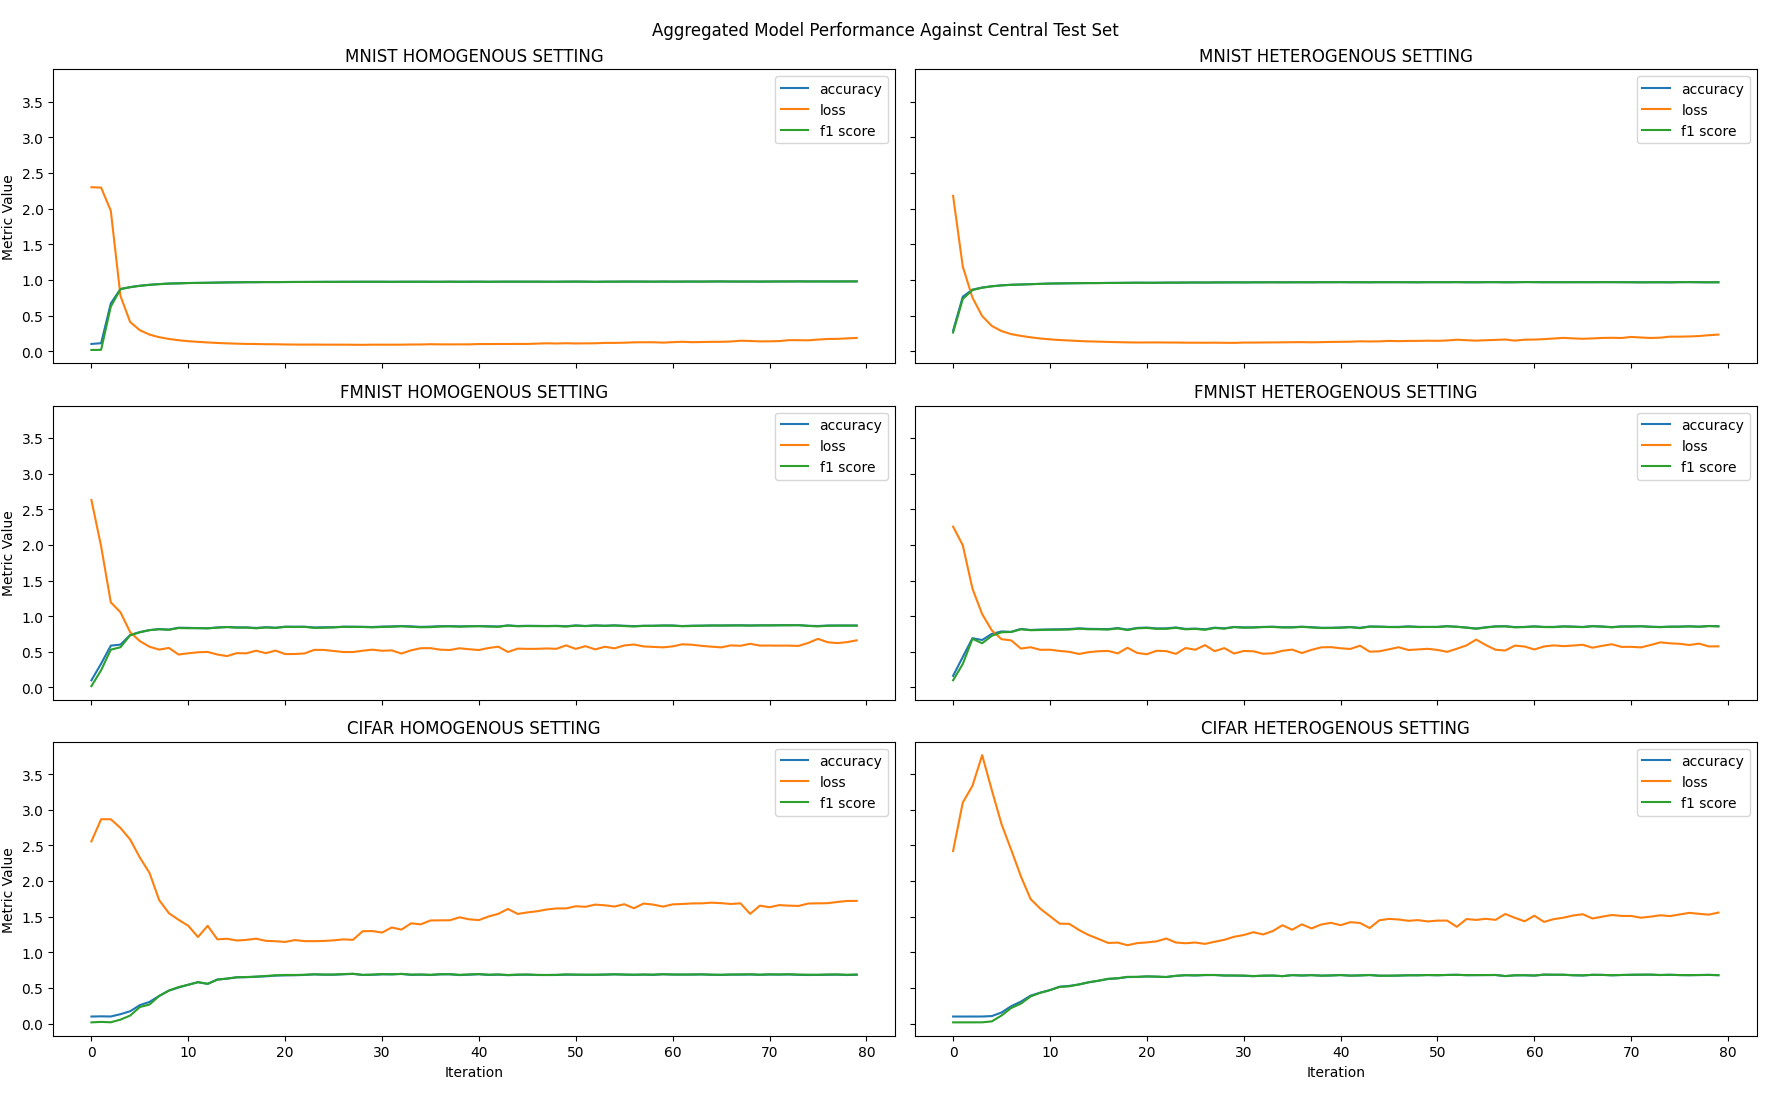 Aggregated Model Performance Against Central Test Set
MNIST HOMOGENOUS SETTING
3.5
3.0
2.5
2.0
1.5
1.0
0.5
0.0
Metric Value
accuracy
loss
f1 score
MNIST HETEROGENOUS SETTING
accuracy
loss
f1 score
FMNIST HOMOGENOUS SETTING
3.5
3.0
2.5
2.0
1.5
1.0
0.5
0.0
Metric Value
accuracy
loss
f1 score
FMNIST HETEROGENOUS SETTING
accuracy
loss
f1 score
CIFAR HOMOGENOUS SETTING
3.5
3.0
2.5
2.0
1.5
1.0
0.5
0.0
Metric Value
accuracy
loss
f1 score
0 10 20 30 40 50 60 70 80
Iteration
CIFAR HETEROGENOUS SETTING
accuracy
loss
f1 score
0 10 20 30 40 50 60 70 80
Iteration